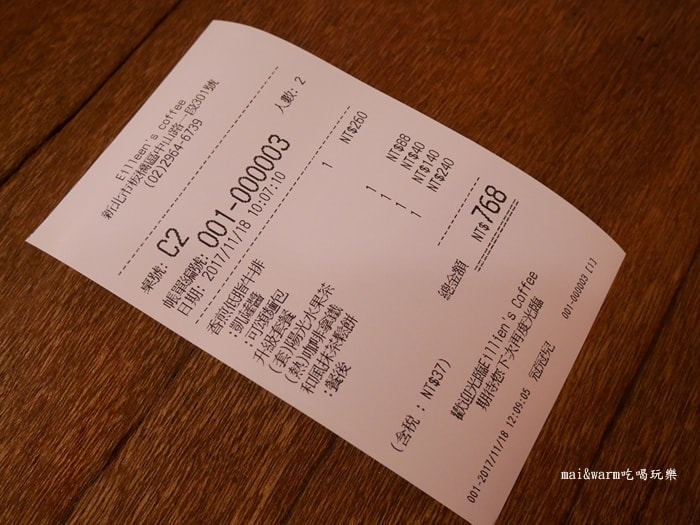 Eilleen's Coffee
新北市板橋區中山路一段301號
(02)2964-6739
桌號: C2 人數: 2
帳單編號: 001-000003
日期: 2017/11/18 10:07:10
香煎低脂牛排 1 NT$260
:凱薩醬
:可頌麵包
升級套餐 1 NT$88
(套)陽光水果茶 1 NT$40
(熱)咖啡拿鐵 1 NT$140
和風抹茶鬆餅 1 NT$240
:餐後
總金額 NT$768
(含稅 : NT$37)
歡迎光臨Eillien's Coffee
期待您下次再度光臨
001-2017/11/18 12:09:05
001-000003 [1]
mai&warm吃喝玩樂